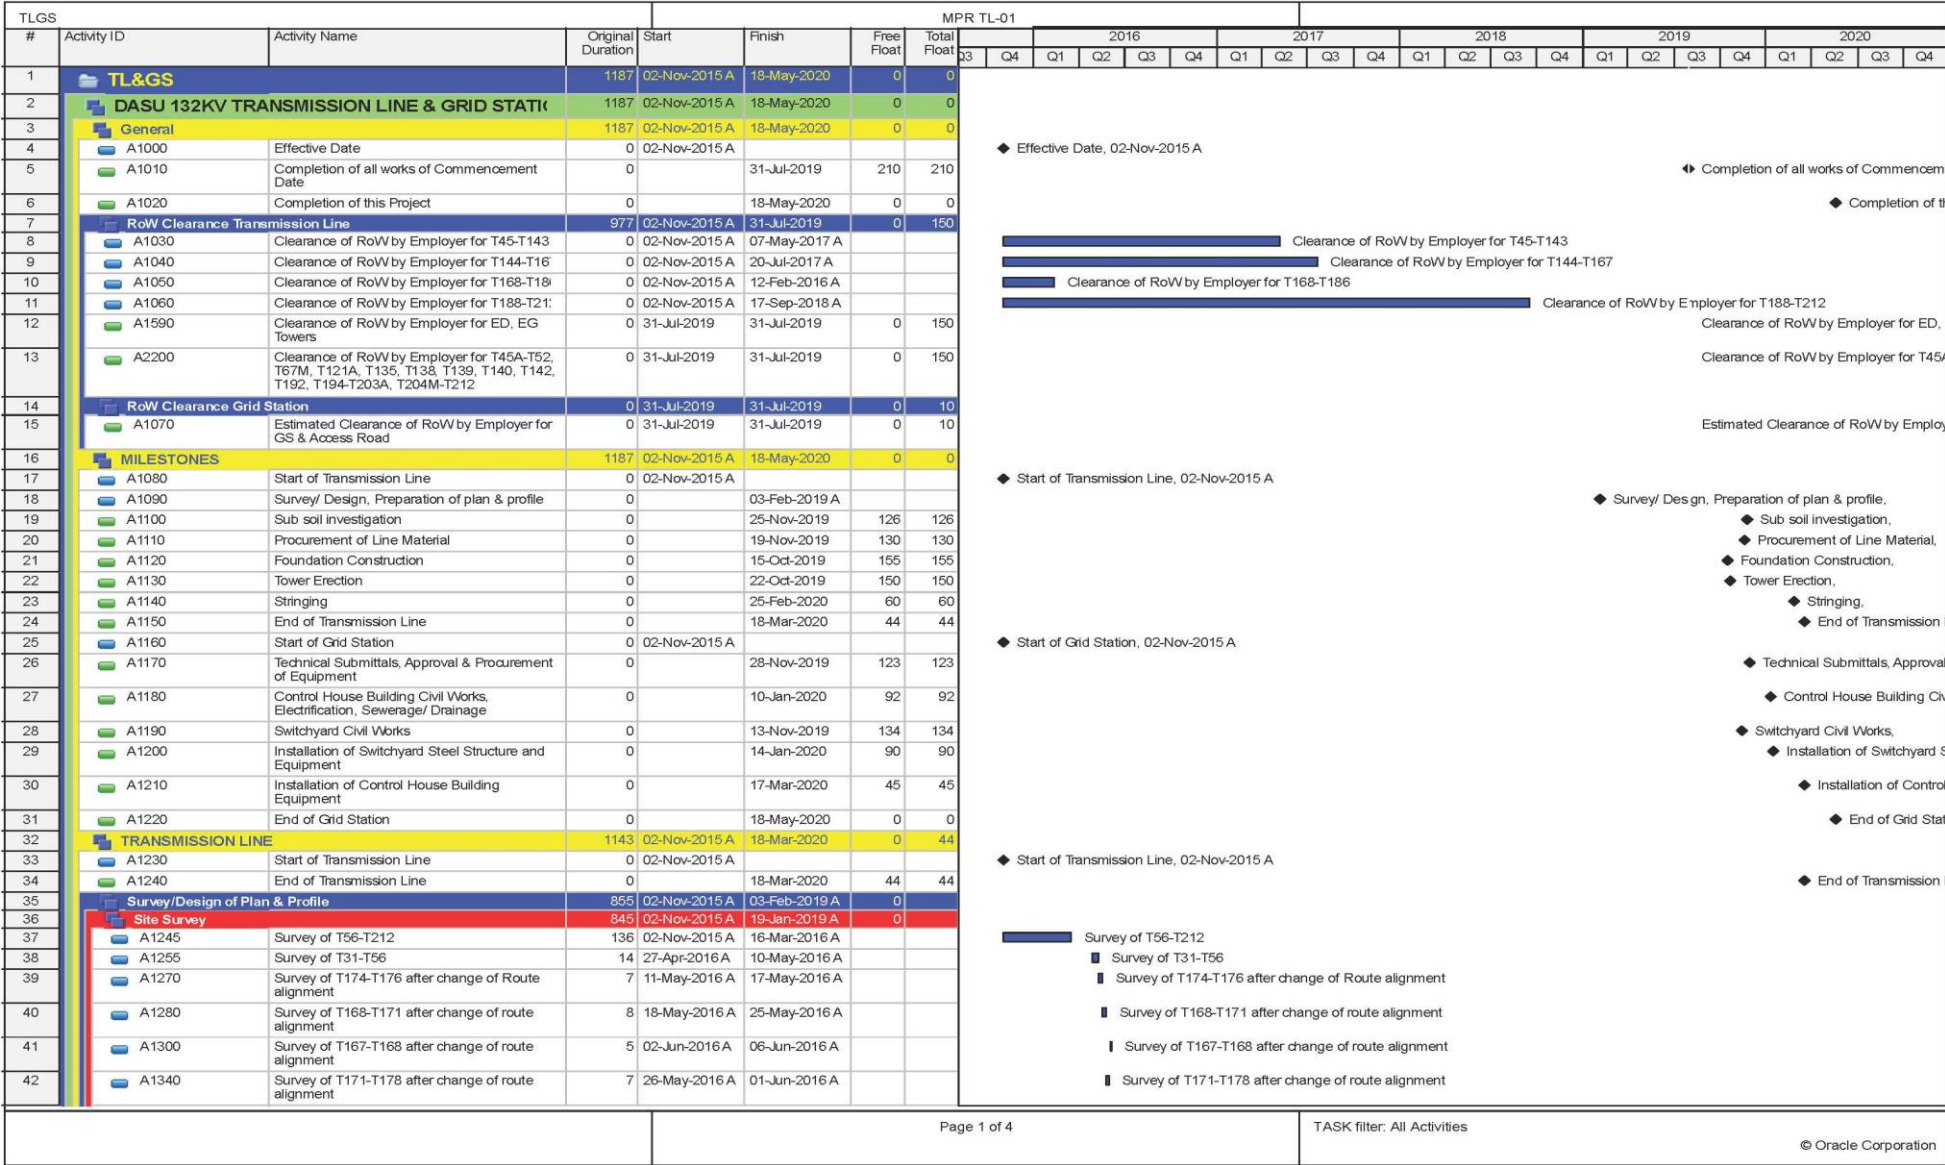 TLGS MPR TL-01
# Activity ID Activity Name Original Duration Start Finish Free Float Total Float 2016 2017 2018 2019 2020
Q3 Q4 Q1 Q2 Q3 Q4 Q1 Q2 Q3 Q4 Q1 Q2 Q3 Q4 Q1 Q2 Q3 Q4 Q1 Q2 Q3 Q4
1 TL&GS 1187 02-Nov-2015 A 18-May-2020 0 0
2 DASU 132KV TRANSMISSION LINE & GRID 1187 02-Nov-2015 A 18-May-2020 0 0
3 General 1187 02-Nov-2015 A 18-May-2020 0 0
4 A1000 Effective Date 0 02-Nov-2015 A Effective Date, 02-Nov-2015 A
5 A1010 Completion of all works of Commencement 0 31-Jul-2019 210 210 Completion of all works of Commencem
Date
6 A1020 Completion of this Project 0 18-May-2020 0 0 Completion of
7 RoW Clearance Transmission Line 977 02-Nov-2015 A 31-Jul-2019 0 150
8 A1030 Clearance of RoW by Employer for T45-T143 0 02-Nov-2015 A 07-May-2017 A Clearance of RoW by Employer for T45-T143
9 A1040 Clearance of RoW by Employer for 0 02-Nov-2015 A 20-Jul-2017 A Clearance of RoW by Employer for T144-T167
10 A1050 Clearance of RoW by Employer for 0 02-Nov-2015 A 12-Feb-2016 A Clearance of RoW by Employer for T168-T186
11 A1060 Clearance of RoW by Employer for 0 02-Nov-2015 A 17-Sep-2018 A Clearance of RoW by Employer for T188-T212
12 A1590 Clearance of RoW by Employer for ED, EG 0 31-Jul-2019 31-Jul-2019 0 150 Clearance of RoW by Employer for ED,
Towers
13 A2200 Clearance of RoW by Employer for T45A-T52, 0 31-Jul-2019 31-Jul-2019 0 150 Clearance of RoW by Employer for
T67M, T121A, T135, T138, T139, T140, T142,
T192, T194-T203A, T204M-T212
14 RoW Clearance Grid Station 0 31-Jul-2019 31-Jul-2019 0 10
15 A1070 Estimated Clearance of RoW by Employer for 0 31-Jul-2019 31-Jul-2019 0 10 Estimated Clearance of RoW by
GS & Access Road
16 MILESTONES 1187 02-Nov-2015 A 18-May-2020 0 0
17 A1080 Start of Transmission Line 0 02-Nov-2015 A Start of Transmission Line, 02-Nov-2015 A
18 A1090 Survey/ Design, Preparation of plan & profile 0 03-Feb-2019 A Survey/ Design, Preparation of plan & profile,
19 A1100 Sub soil investigation 0 25-Nov-2019 126 126 Sub soil investigation,
20 A1110 Procurement of Line Material 0 19-Nov-2019 130 130 Procurement of Line Material,
21 A1120 Foundation Construction 0 15-Oct-2019 155 155 Foundation Construction,
22 A1130 Tower Erection 0 22-Oct-2019 150 150 Tower Erection,
23 A1140 Stringing 0 25-Feb-2020 60 60 Stringing,
24 A1150 End of Transmission Line 0 18-Mar-2020 44 44 End of Transmission
25 A1160 Start of Grid Station 0 02-Nov-2015 A Start of Grid Station, 02-Nov-2015 A
26 A1170 Technical Submittals, Approval & Procurement 0 28-Nov-2019 123 123 Technical Submittals, Approval
of Equipment
27 A1180 Control House Building Civil Works, 0 10-Jan-2020 92 92 Control House Building
Electrification, Sewerage/ Drainage
28 A1190 Switchyard Civil Works 0 13-Nov-2019 134 134 Switchyard Civil Works,
29 A1200 Installation of Switchyard Steel Structure and 0 14-Jan-2020 90 90 Installation of Switchyard
Equipment
30 A1210 Installation of Control House Building 0 17-Mar-2020 45 45 Installation of Control
Equipment
31 A1220 End of Grid Station 0 18-May-2020 0 0 End of Grid
32 TRANSMISSION LINE 1143 02-Nov-2015 A 18-Mar-2020 0 44
33 A1230 Start of Transmission Line 0 02-Nov-2015 A Start of Transmission Line, 02-Nov-2015 A
34 A1240 End of Transmission Line 0 18-Mar-2020 44 44 End of Transmission
35 Survey/Design of Plan & Profile 855 02-Nov-2015 A 03-Feb-2019 A 0
36 Site Survey 845 02-Nov-2015 A 19-Jan-2019 A 0
37 A1245 Survey of T56-T212 136 02-Nov-2015 A 16-Mar-2016 A Survey of T56-T212
38 A1255 Survey of T31-T56 14 27-Apr-2016 A 10-May-2016 A Survey of T31-T56
39 A1270 Survey of T174-T176 after change of Route 7 11-May-2016 A 17-May-2016 A Survey of T174-T176 after change of Route alignment
alignment
40 A1280 Survey of T168-T171 after change of route 8 18-May-2016 A 25-May-2016 A Survey of T168-T171 after change of route alignment
alignment
41 A1300 Survey of T167-T168 after change of route 5 02-Jun-2016 A 06-Jun-2016 A Survey of T167-T168 after change of route alignment
alignment
42 A1340 Survey of T171-T178 after change of route 7 26-May-2016 A 01-Jun-2016 A Survey of T171-T178 after change of route alignment
alignment
Page 1 of 4 TASK filter: All Activities
© Oracle Corporation